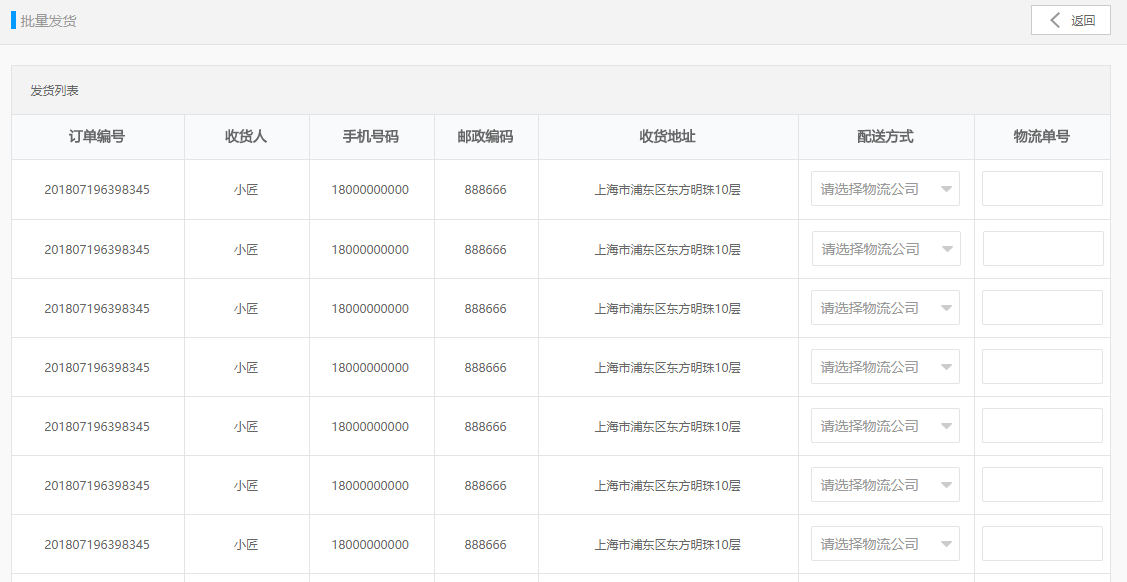 批量发货
返回
发货列表
订单编号 收货人 手机号码 邮政编码 收货地址 配送方式 物流单号
201807196398345 小匠 18000000000 888666 上海市浦东区东方明珠10层 请选择物流公司
201807196398345 小匠 18000000000 888666 上海市浦东区东方明珠10层 请选择物流公司
201807196398345 小匠 18000000000 888666 上海市浦东区东方明珠10层 请选择物流公司
201807196398345 小匠 18000000000 888666 上海市浦东区东方明珠10层 请选择物流公司
201807196398345 小匠 18000000000 888666 上海市浦东区东方明珠10层 请选择物流公司
201807196398345 小匠 18000000000 888666 上海市浦东区东方明珠10层 请选择物流公司
201807196398345 小匠 18000000000 888666 上海市浦东区东方明珠10层 请选择物流公司